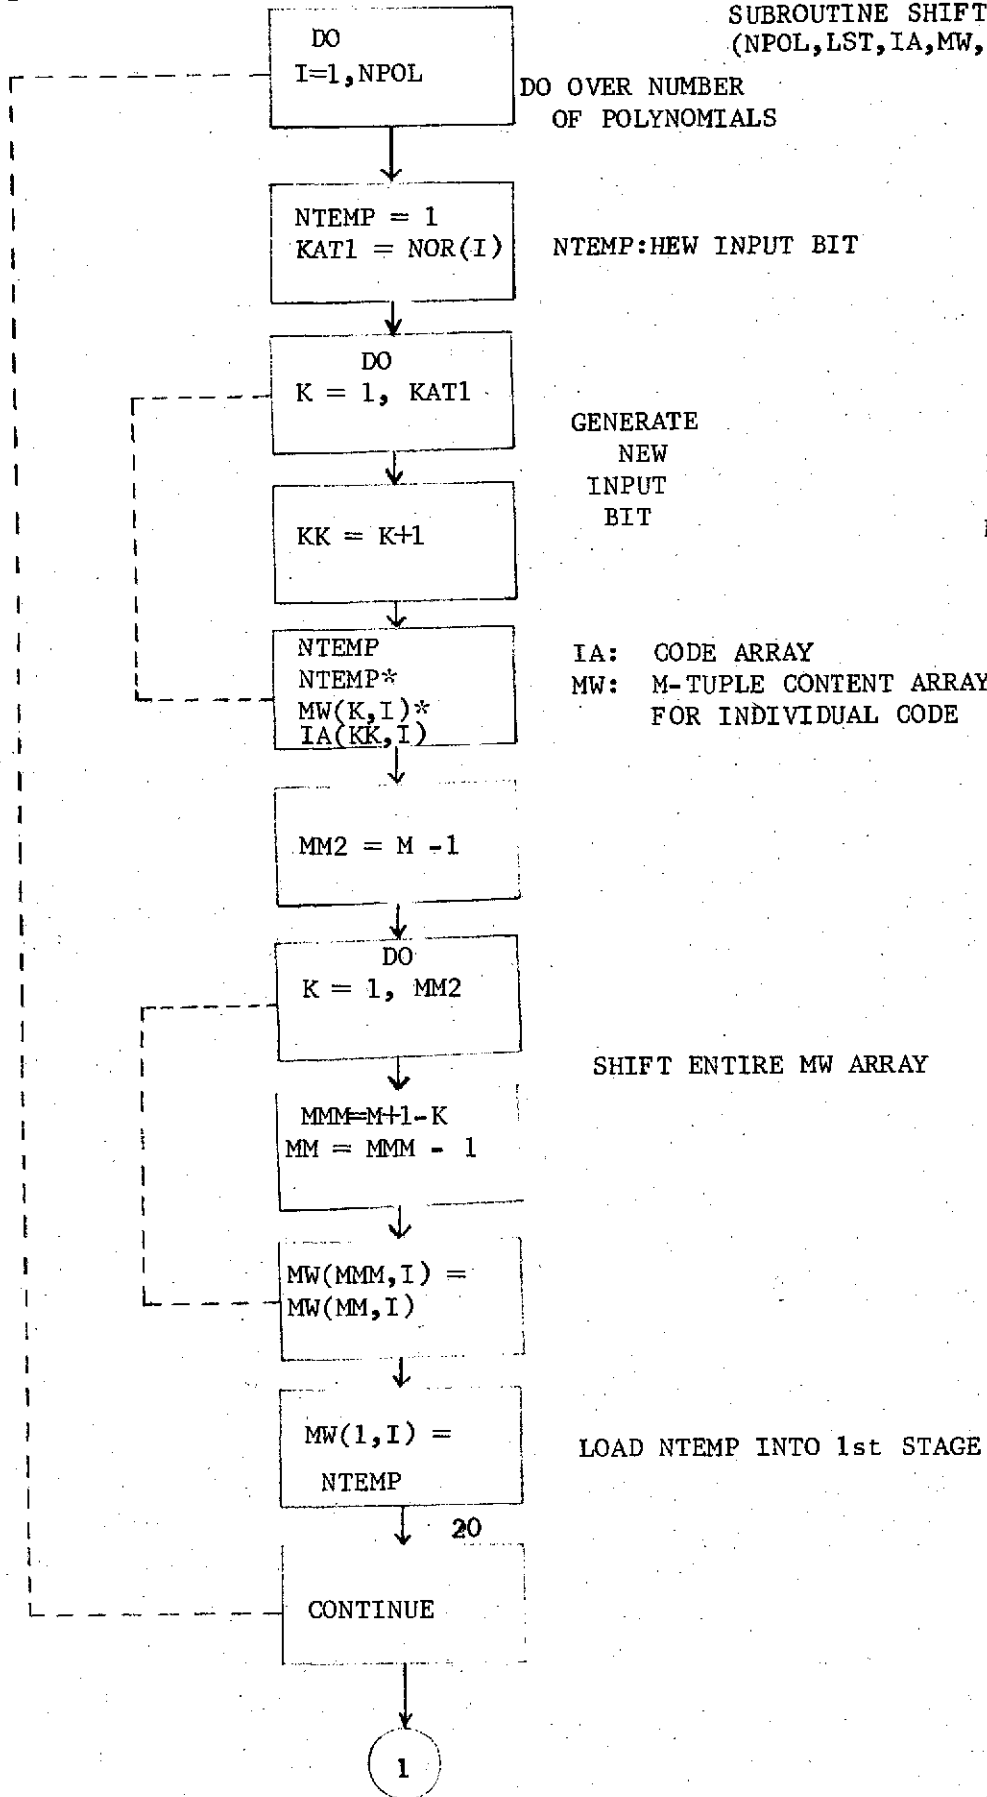 SUBROUTINE SHIFT
(NPOL,LST,IA,MW,
DO
I=1,NPOL
DO OVER NUMBER
OF POLYNOMIALS
NTEMP = 1
KAT1 = NOR(I)
NTEMP:HEW INPUT BIT
DO
K = 1, KAT1
GENERATE
NEW
INPUT
BIT
KK = K+1
NTEMP
NTEMP*
MW(K,I)*
IA(KK,I)
IA: CODE ARRAY
MW: M-TUPLE CONTENT ARRAY
FOR INDIVIDUAL CODE
MM2 = M -1
DO
K = 1, MM2
SHIFT ENTIRE MW ARRAY
MMM=M+1-K
MM = MMM - 1
MW(MMM,I) =
MW(MM,I)
MW(1,I) =
NTEMP
LOAD NTEMP INTO 1st STAGE
20
CONTINUE
1